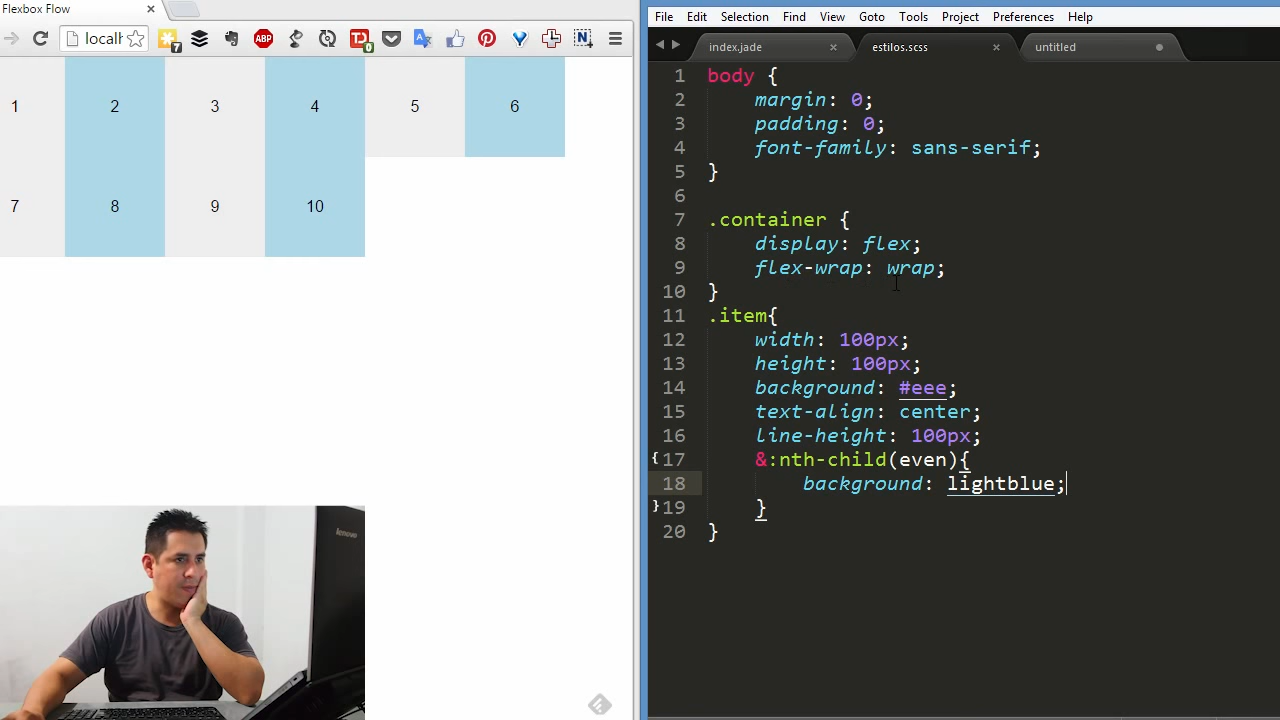 Flexbox Flow
localh
7
ABP
0
N
1 2 3 4 5 6
7 8 9 10
lenovo
File Edit Selection Find View Goto Tools Project Preferences Help
index.jade
estilos.scss
untitled
1 body {
2 margin: 0;
3 padding: 0;
4 font-family: sans-serif;
5 }
6
7 .container {
8 display: flex;
9 flex-wrap: wrap;
10 }
11 .item{
12 width: 100px;
13 height: 100px;
14 background: #eee;
15 text-align: center;
16 line-height: 100px;
{ 17 &:nth-child(even){
18 background: lightblue;
} 19 }
20 }